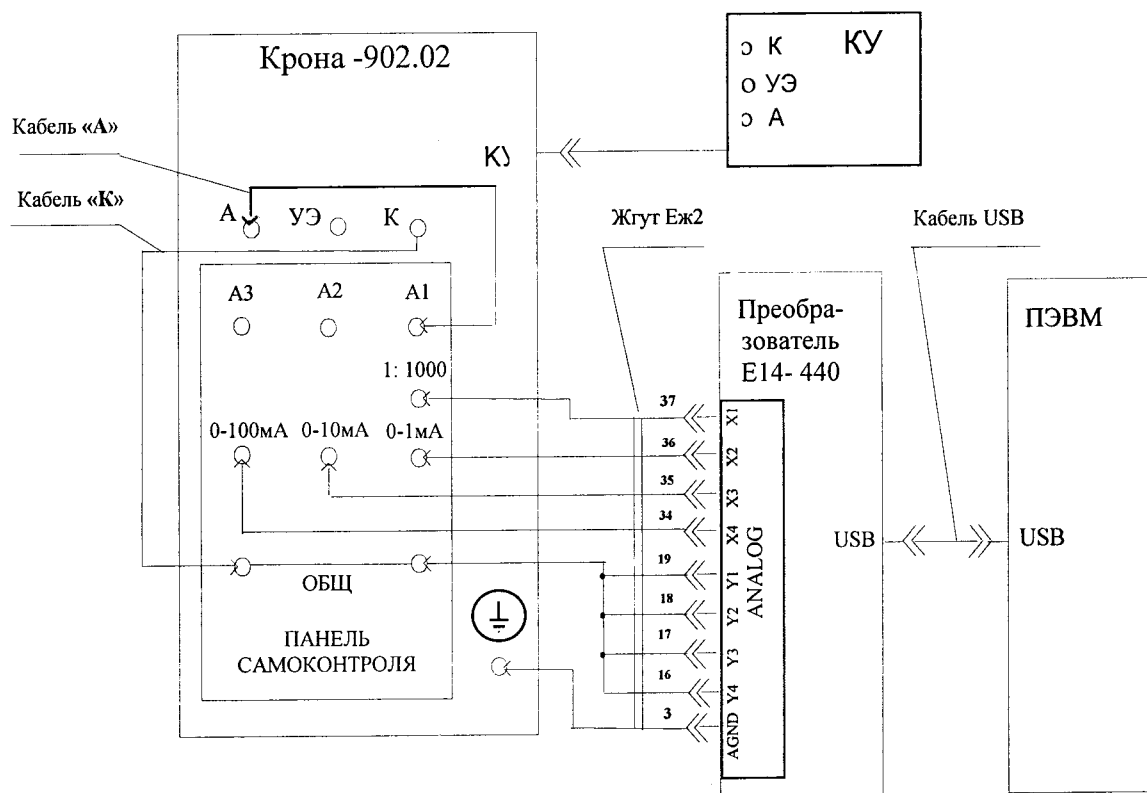 Крона -902.02
К КУ
УЭ
А
Кабель «А»
КУ
Кабель «К»
А УЭ К
Жгут Еж2
Кабель USB
А3 А2 А1
Преобра-
зователь
Е14- 440
ПЭВМ
1: 1000
37 X1
0-100мА 0-10мА 0-1мА
36 X2
35 X3
34 X4
USB
USB
19 Y1
ОБЩ
ANALOG
18 Y2
17 Y3
ПАНЕЛЬ
САМОКОНТРОЛЯ
16 Y4
3 AGND